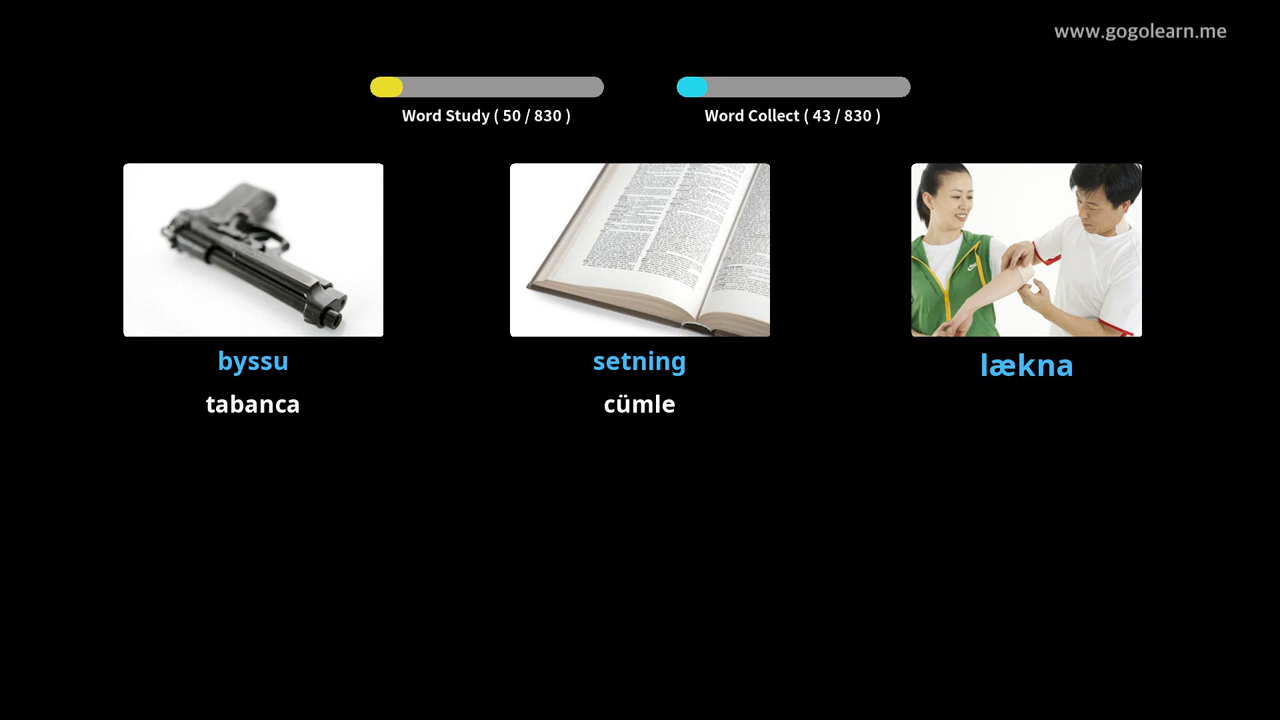 www.gogolearn.me
Word Study ( 50 / 830 )
Word Collect ( 43 / 830 )
byssu
setning
lækna
tabanca
cümle